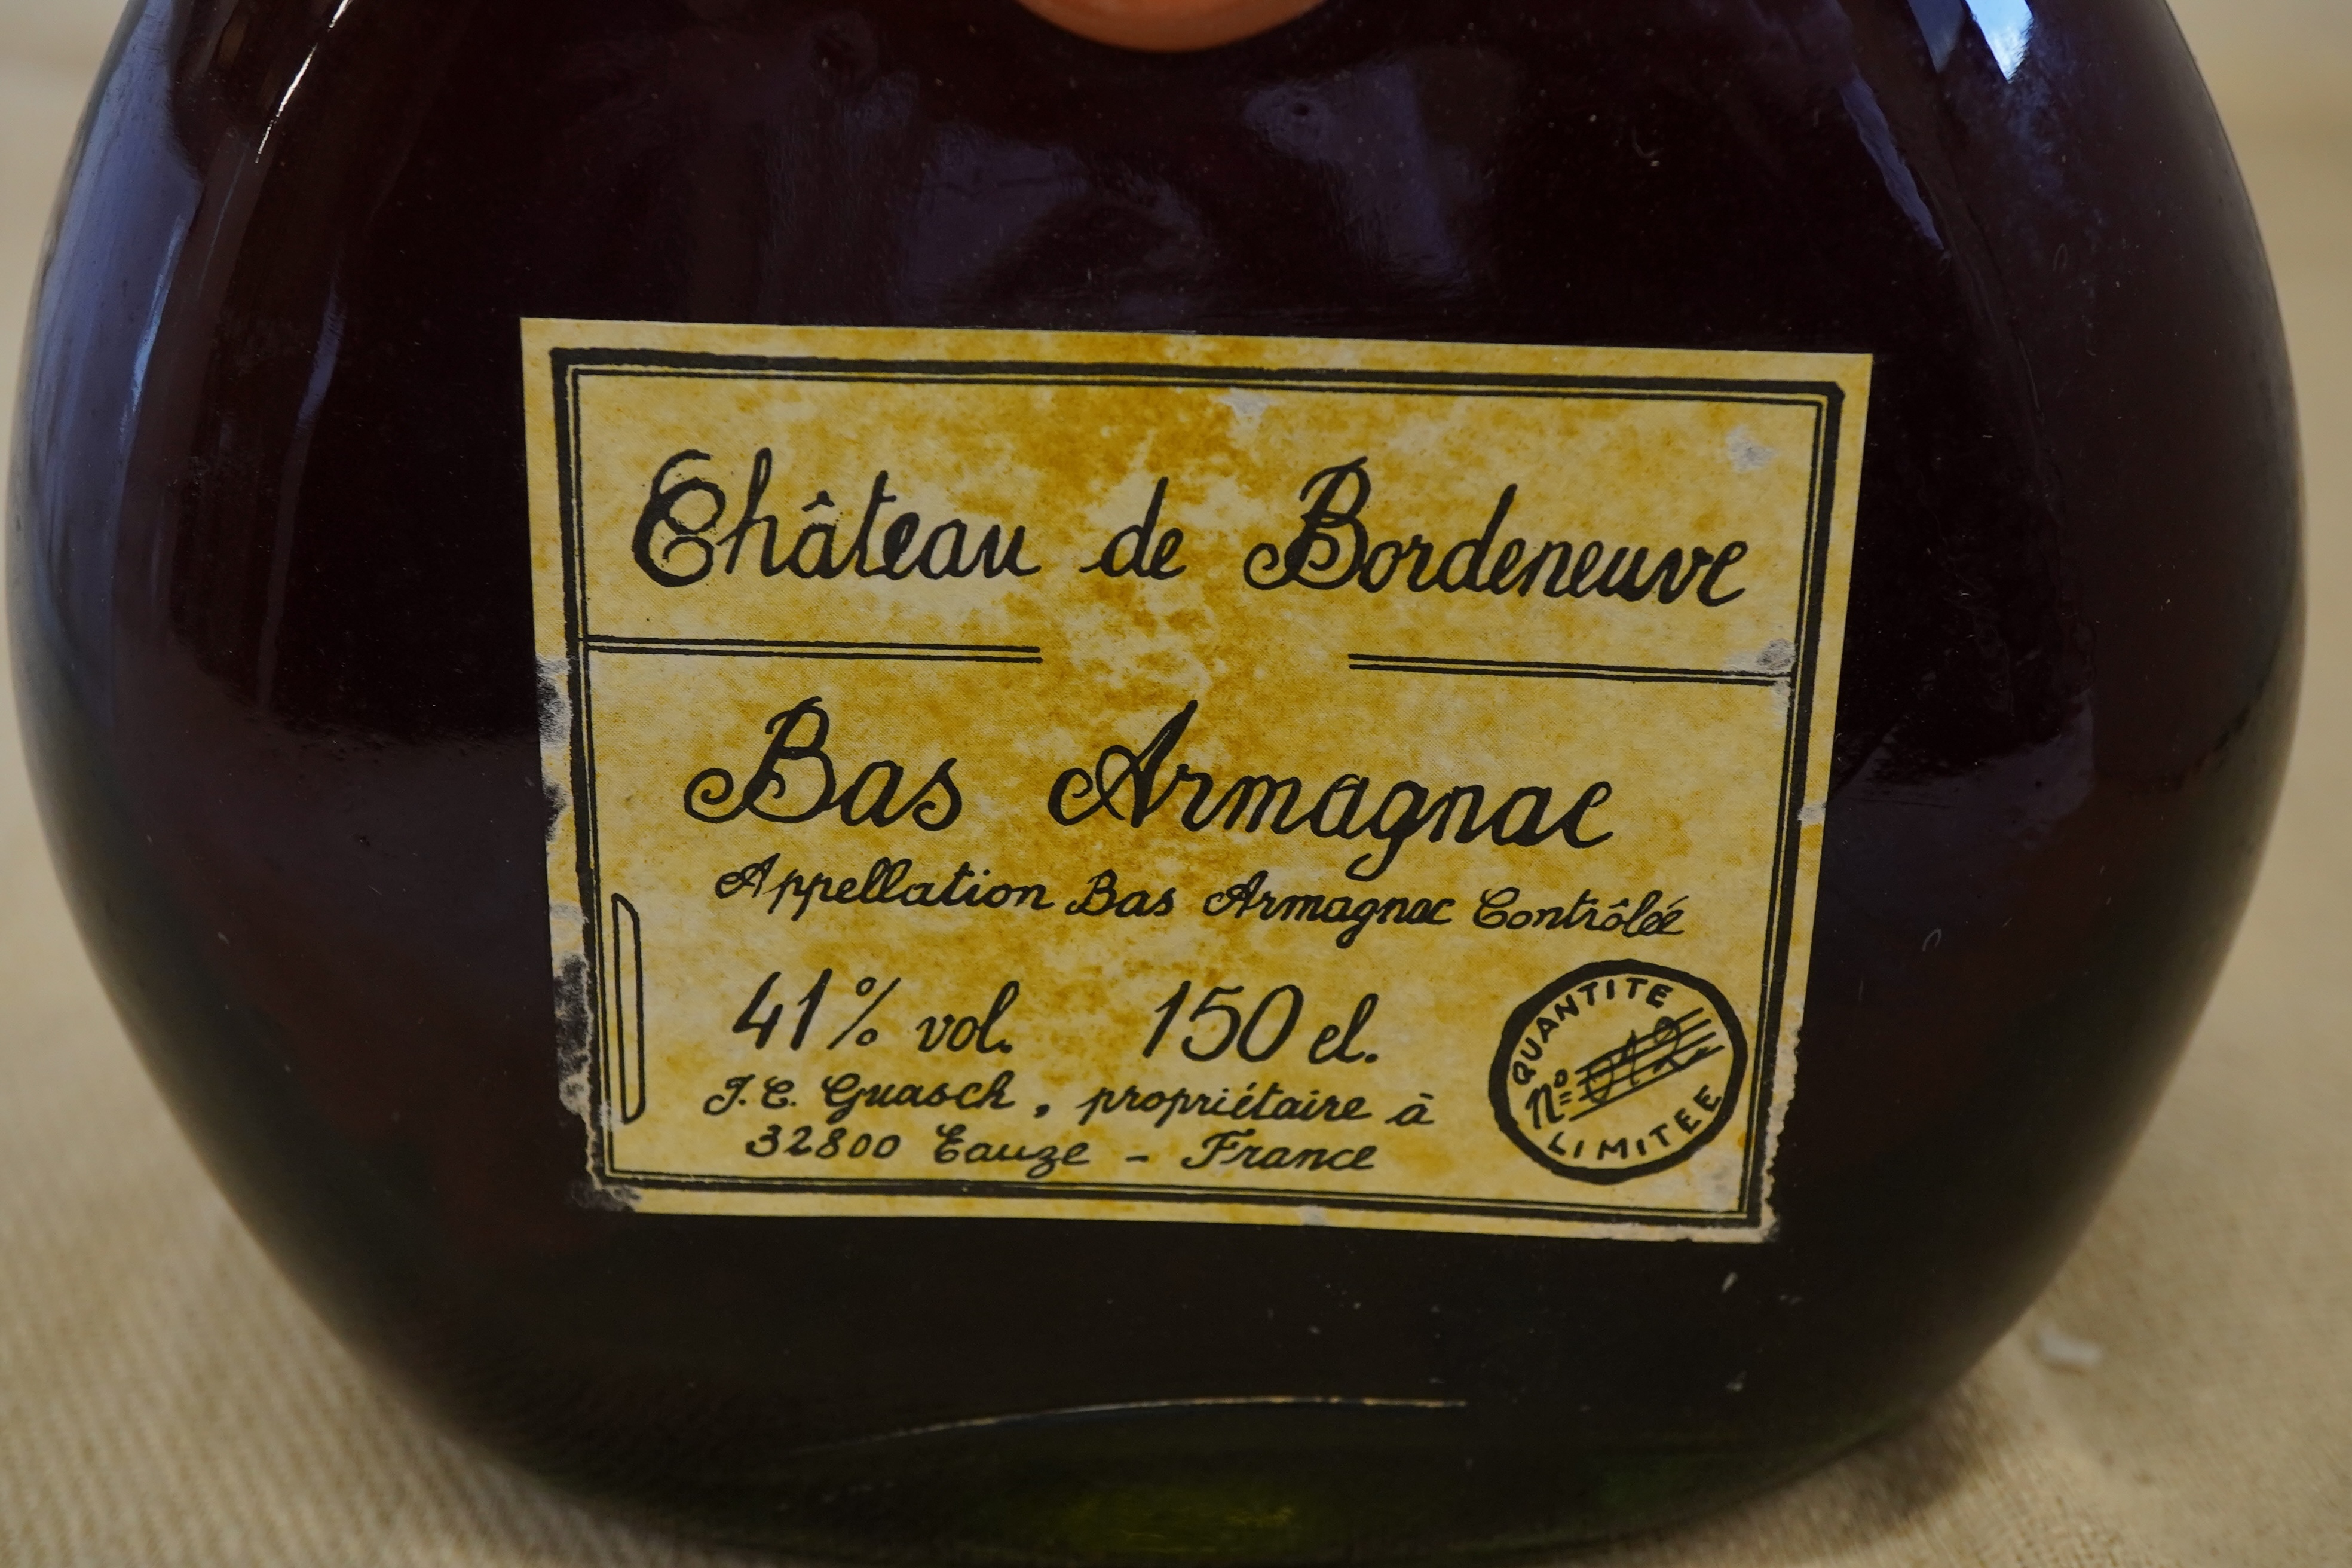 Château de Bordeneuve
Bas Armagnac
Appellation Bas Armagnac Contrôlée
41% vol. 150 cl.
J.C. Guasch, propriétaire à
32800 Eauze - France
QUANTITE
Nº
LIMITEE